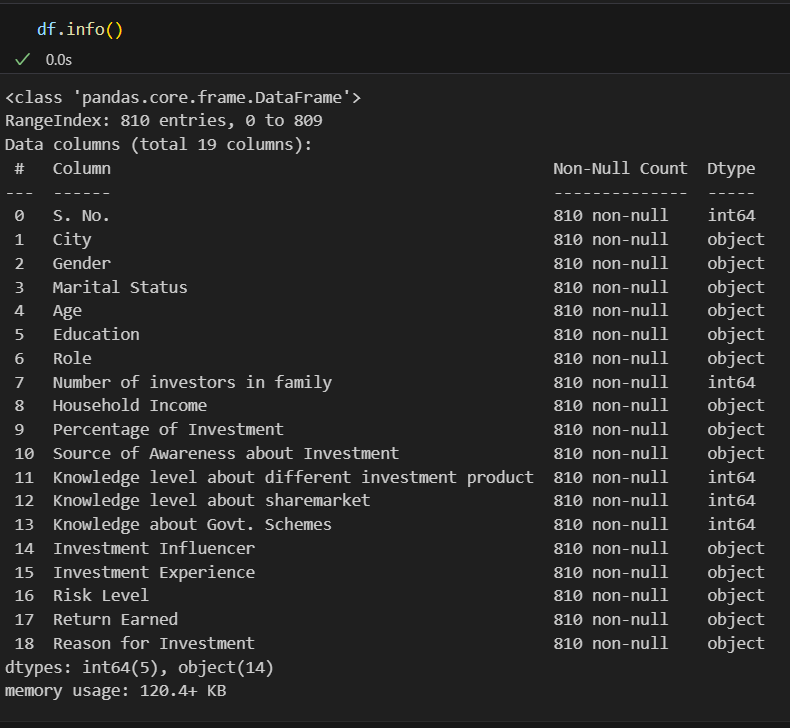 df.info()
0.0s
<class 'pandas.core.frame.DataFrame'>
RangeIndex: 810 entries, 0 to 809
Data columns (total 19 columns):
 #   Column                                              Non-Null Count  Dtype
---  ------                                              --------------  -----
 0   S. No.                                              810 non-null    int64
 1   City                                                810 non-null    object
 2   Gender                                              810 non-null    object
 3   Marital Status                                      810 non-null    object
 4   Age                                                 810 non-null    object
 5   Education                                           810 non-null    object
 6   Role                                                810 non-null    object
 7   Number of investors in family                       810 non-null    int64
 8   Household Income                                    810 non-null    object
 9   Percentage of Investment                            810 non-null    object
 10  Source of Awareness about Investment                810 non-null    object
 11  Knowledge level about different investment product  810 non-null    int64
 12  Knowledge level about sharemarket                   810 non-null    int64
 13  Knowledge about Govt. Schemes                       810 non-null    int64
 14  Investment Influencer                               810 non-null    object
 15  Investment Experience                               810 non-null    object
 16  Risk Level                                          810 non-null    object
 17  Return Earned                                       810 non-null    object
 18  Reason for Investment                               810 non-null    object
dtypes: int64(5), object(14)
memory usage: 120.4+ KB